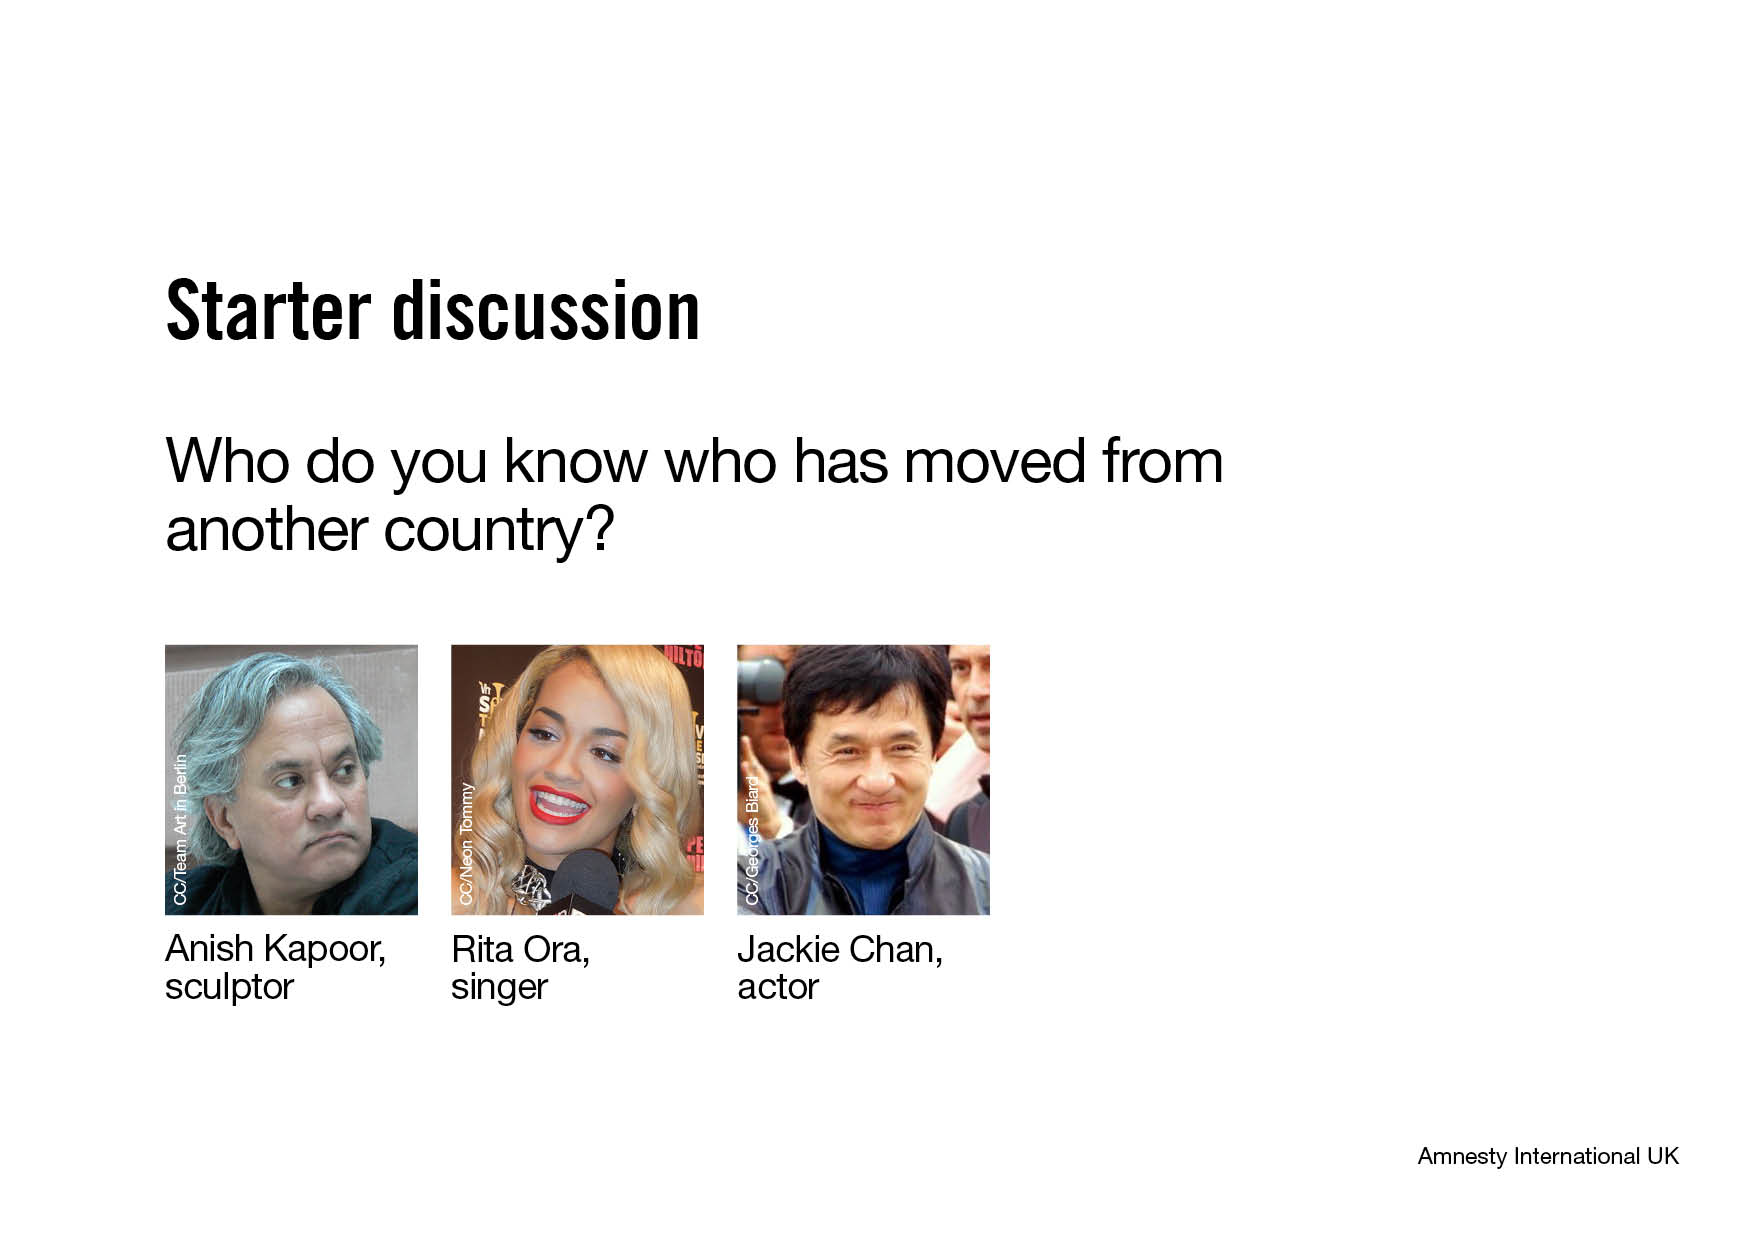 Starter discussion
Who do you know who has moved from
another country?
CC/Team Art in Berlin
CC/Neon Tommy
CC/Georges Biard
HILTO
Anish Kapoor,
sculptor
Rita Ora,
singer
Jackie Chan,
actor
Amnesty International UK